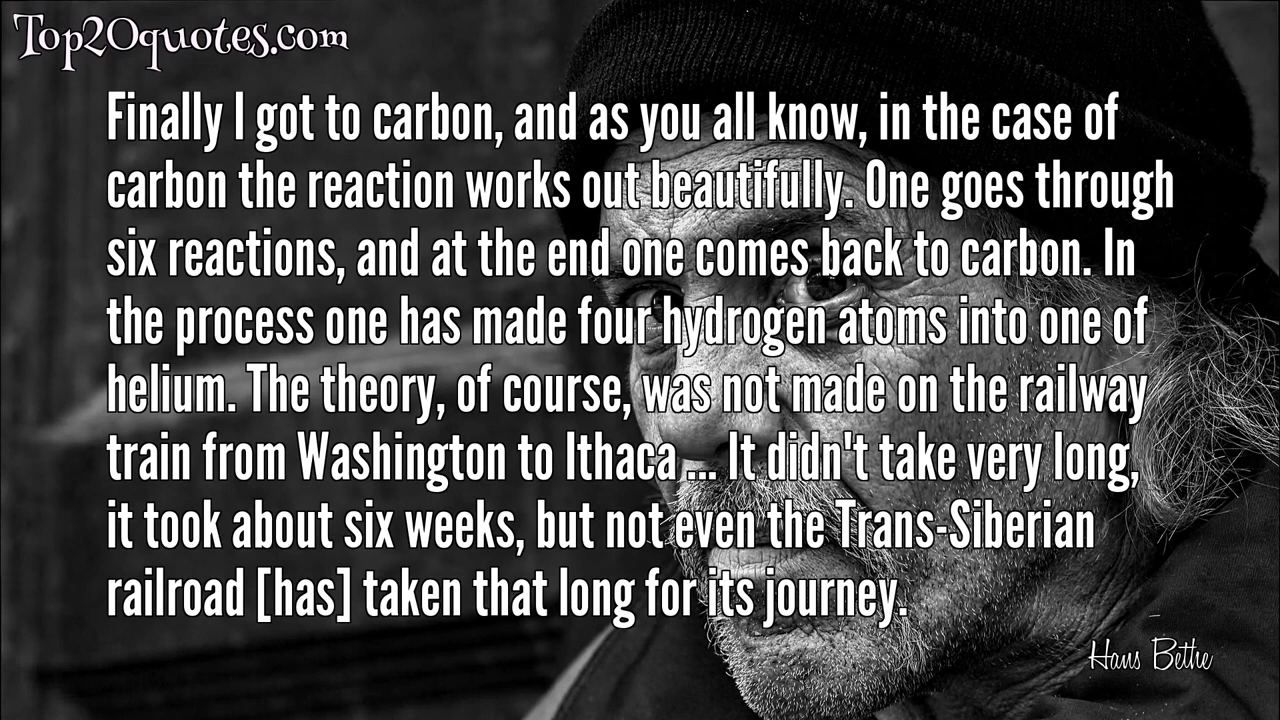 Top20quotes.com
Finally I got to carbon, and as you all know, in the case of
carbon the reaction works out beautifully. One goes through
six reactions, and at the end one comes back to carbon. In
the process one has made four hydrogen atoms into one of
helium. The theory, of course, was not made on the railway
train from Washington to Ithaca ... It didn't take very long,
it took about six weeks, but not even the Trans-Siberian
railroad [has] taken that long for its journey.
Hans Bethe